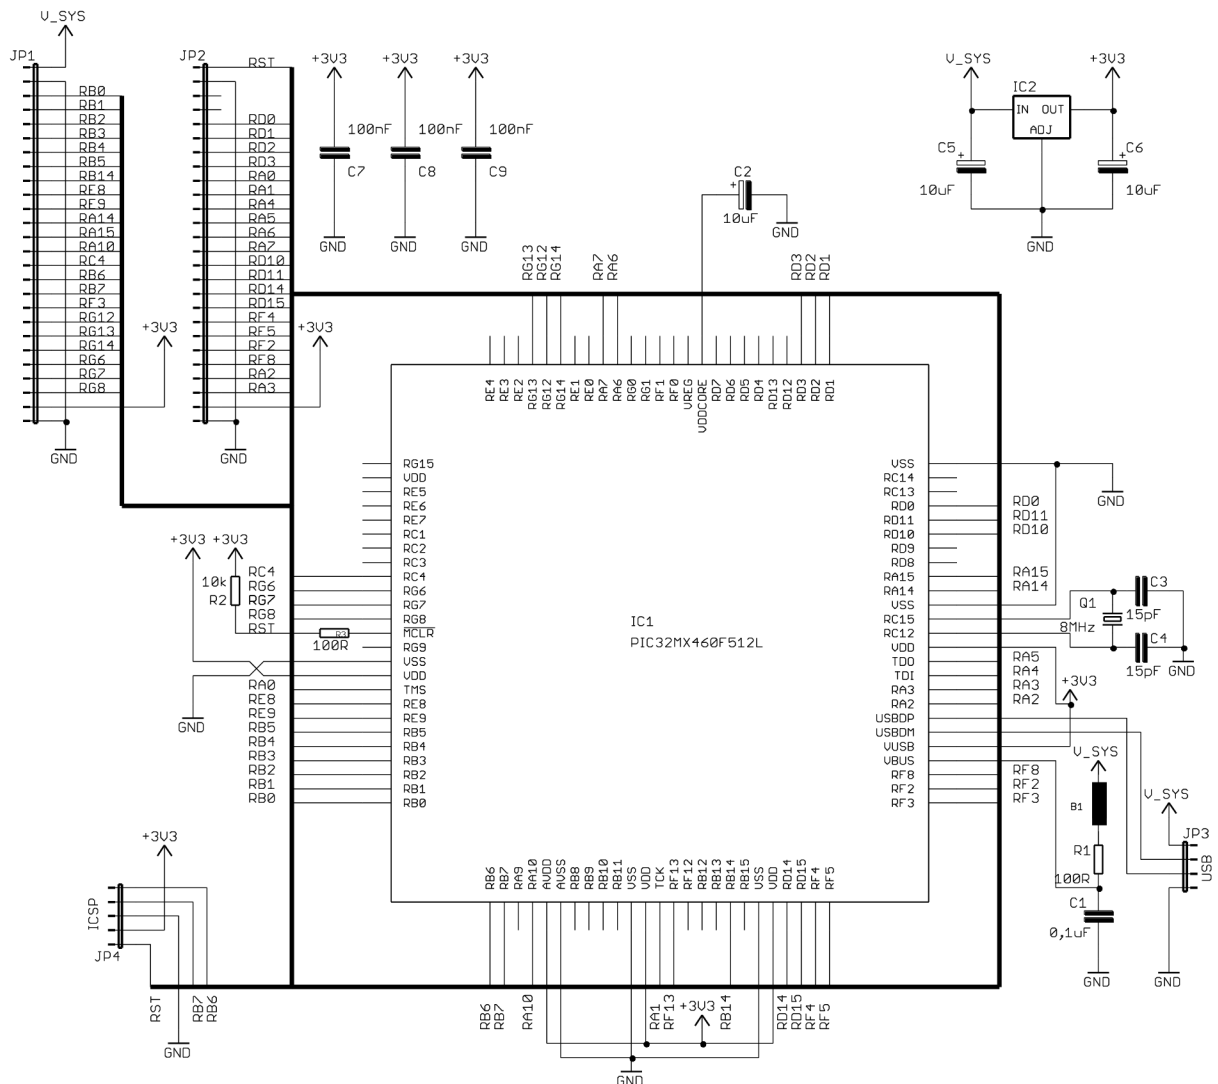 V_SYS
JP1
RB0
RB1
RB2
RB3
RB4
RB5
RB14
RE8
RE9
RA14
RA15
RA10
RC4
RB6
RB7
RF3
RG12
RG13
RG14
RG6
RG7
RG8
+3V3
GND
JP2
RST
RD0
RD1
RD2
RD3
RA0
RA1
RA4
RA5
RA6
RA7
RD10
RD11
RD14
RD15
RF4
RF5
RF2
RF8
RA2
RA3
+3V3
GND
+3V3 +3V3 +3V3
100nF 100nF 100nF
C7 C8 C9
GND GND GND
C2
10uF
GND
V_SYS +3V3
IC2
IN OUT
ADJ
C5 C6
10uF 10uF
GND
RG13 RG12 RG14 RA7 RA6 RD3 RD2 RD1
RE4 RE3 RE2 RG13 RG12 RG14 RE1 RE0 RA7 RA6 RG0 RG1 RF1 RF0 VREG VDDCORE RD7 RD6 RD5 RD4 RD13 RD12 RD3 RD2 RD1
RG15
VDD
RE5
RE6
RE7
RC1
RC2
RC3
RC4
RG6
RG7
RG8
MCLR
RG9
VSS
VDD
TMS
RE8
RE9
RB5
RB4
RB3
RB2
RB1
RB0
+3V3 +3V3
10k
R2
RC4
RG6
RG7
RG8
RST
R3
100R
GND
RA0
RE8
RE9
RB5
RB4
RB3
RB2
RB1
RB0
IC1
PIC32MX460F512L
VSS
RC14
RC13
RD0
RD11
RD10
RD9
RD8
RA15
RA14
VSS
RC15
RC12
VDD
TDO
TDI
RA3
RA2
USBDP
USBDM
VUSB
VBUS
RF8
RF2
RF3
GND
RD0
RD11
RD10
RA15
RA14
Q1
8MHz
C3
15pF
C4
15pF
GND
RA5
RA4
RA3
RA2
+3V3
RF8
RF2
RF3
V_SYS
B1
R1
100R
C1
0,1uF
GND
V_SYS
JP3
USB
GND
RB6 RB7 RA9 RA10 AVDD AVSS RB8 RB9 RB10 RB11 VSS VDD TCK RF13 RF12 RB12 RB13 RB14 RB15 VSS VDD RD14 RD15 RF4 RF5
+3V3
ICSP
JP4
RST RB7 RB6
GND
RB6 RB7 RA10 RA1 RF13 +3V3 RB14 RD14 RD15 RF4 RF5
GND